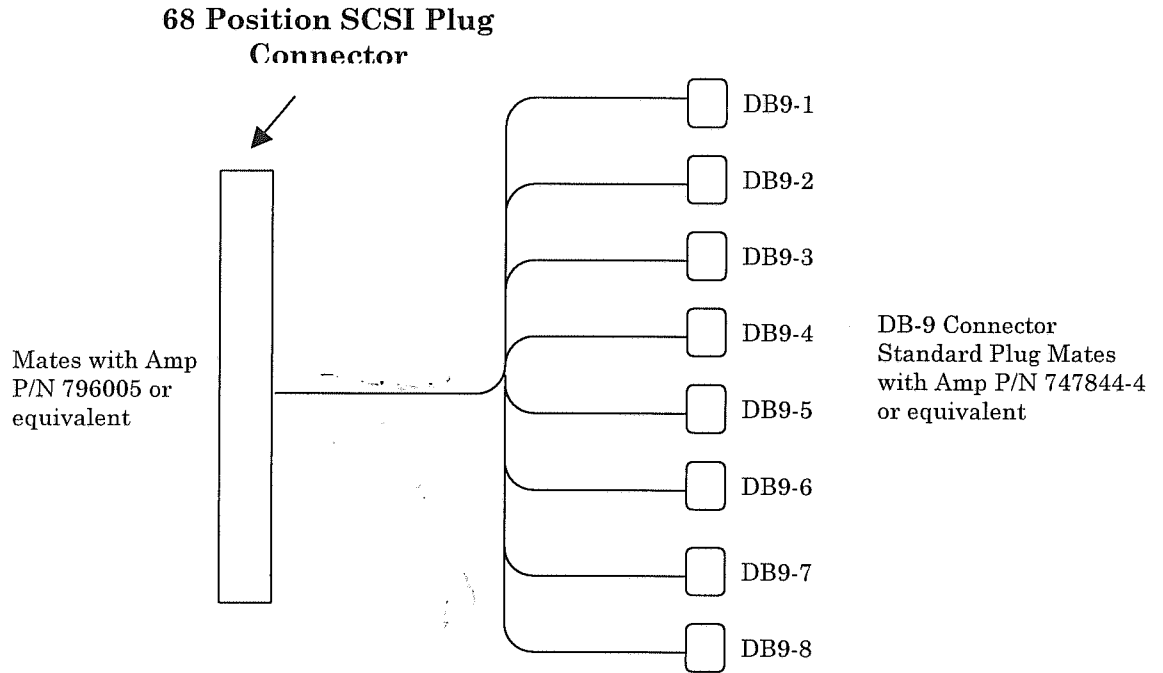 68 Position SCSI Plug
Connector
DB9-1
DB9-2
DB9-3
DB9-4
DB9-5
DB9-6
DB9-7
DB9-8
Mates with Amp
P/N 796005 or
equivalent
DB-9 Connector
Standard Plug Mates
with Amp P/N 747844-4
or equivalent